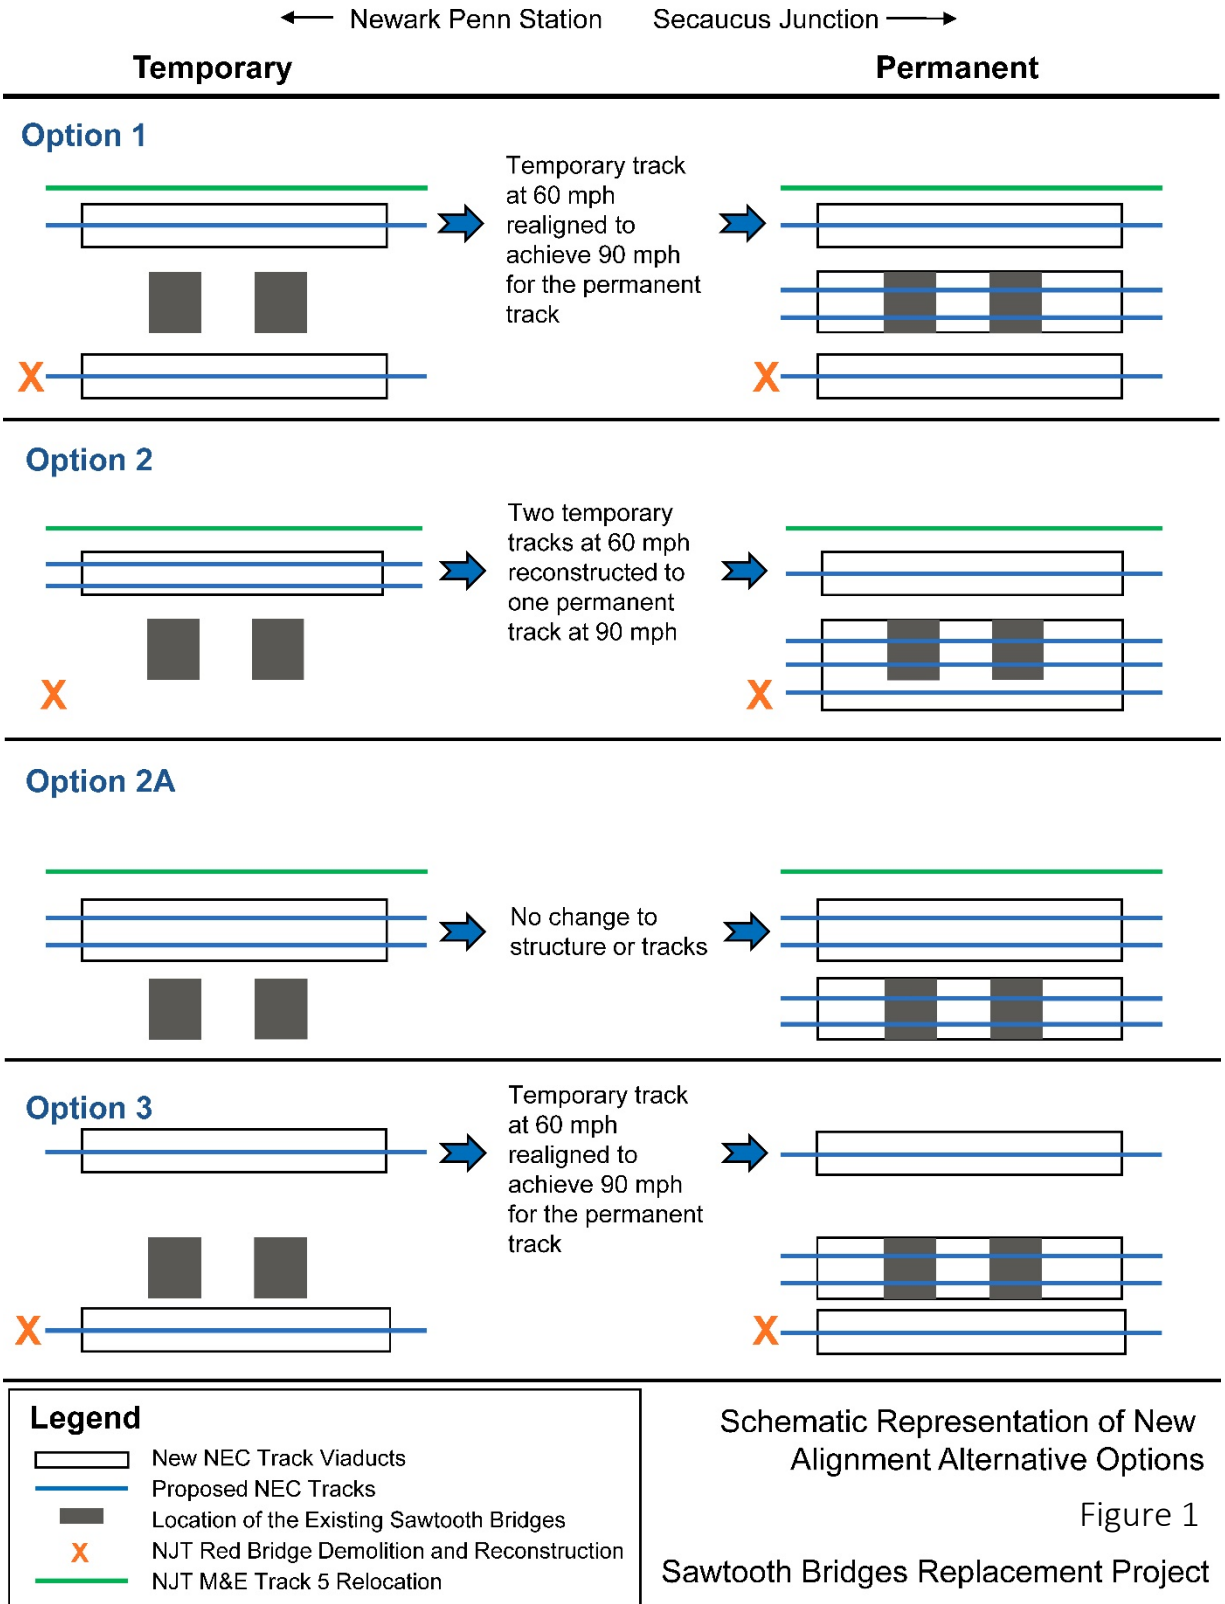 ← Newark Penn Station Secaucus Junction →
Temporary Permanent
Option 1
Temporary track
at 60 mph
realigned to
achieve 90 mph
for the permanent
track
X X
Option 2
Two temporary
tracks at 60 mph
reconstructed to
one permanent
track at 90 mph
X X
Option 2A
No change to
structure or tracks
Option 3
Temporary track
at 60 mph
realigned to
achieve 90 mph
for the permanent
track
X X
Legend
New NEC Track Viaducts
Proposed NEC Tracks
Location of the Existing Sawtooth Bridges
X NJT Red Bridge Demolition and Reconstruction
NJT M&E Track 5 Relocation
Schematic Representation of New
Alignment Alternative Options
Figure 1
Sawtooth Bridges Replacement Project